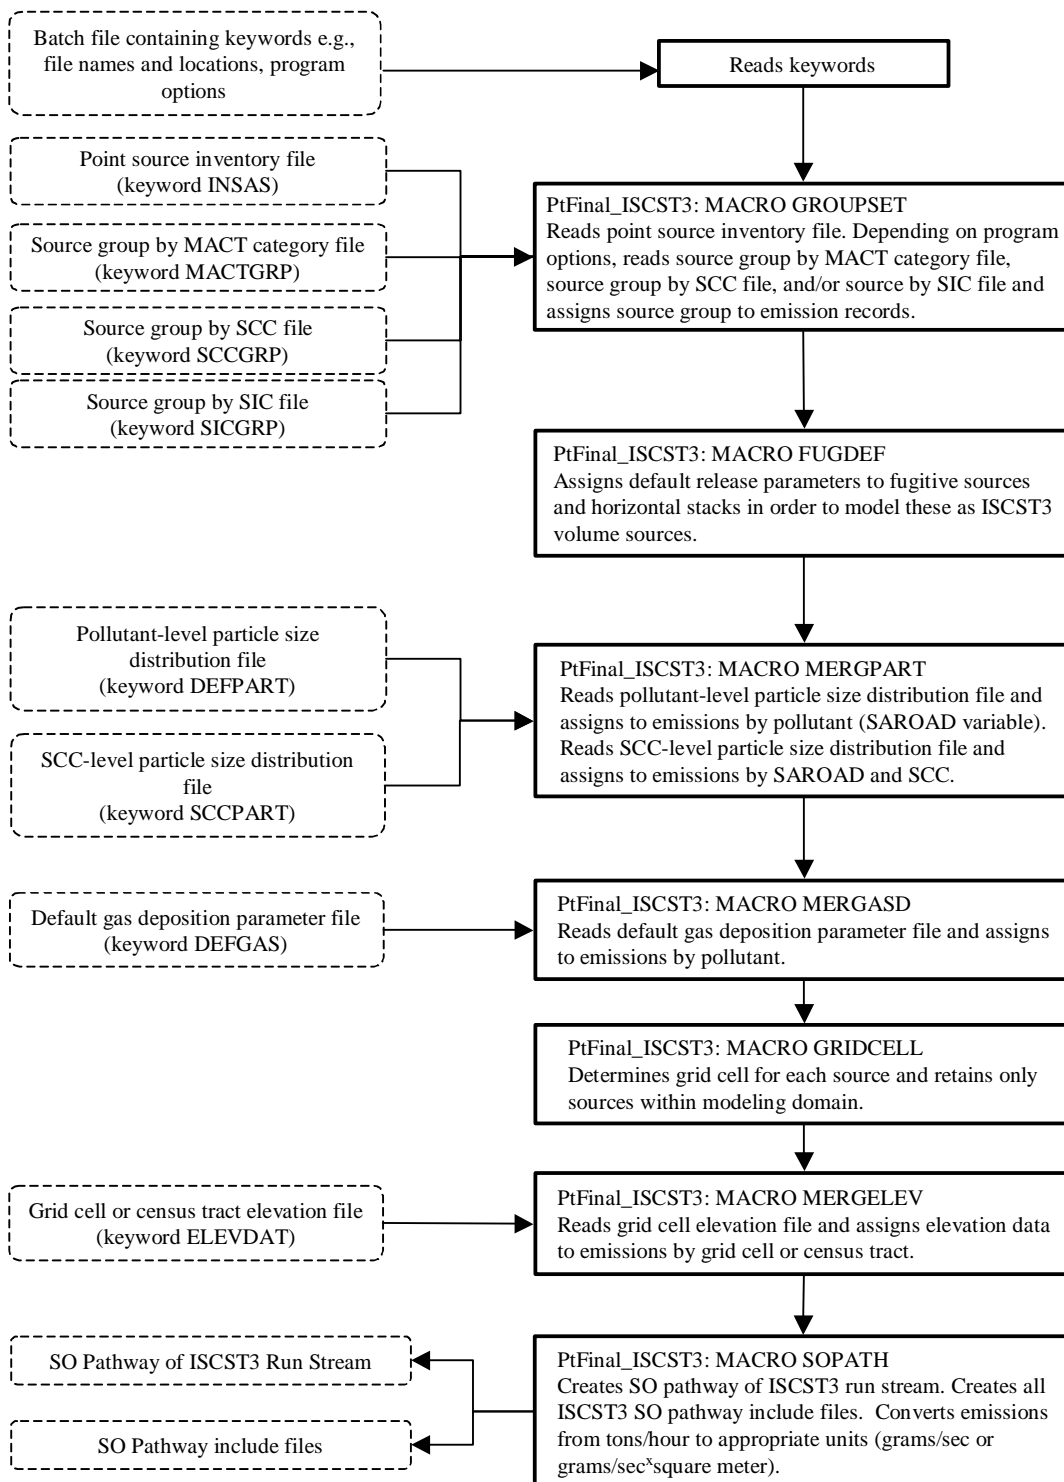 Batch file containing keywords e.g.,
file names and locations, program
options
Reads keywords
Point source inventory file
(keyword INSAS)
Source group by MACT category file
(keyword MACTGRP)
Source group by SCC file
(keyword SCCGRP)
Source group by SIC file
(keyword SICGRP)
PtFinal_ISCST3: MACRO GROUPSET
Reads point source inventory file. Depending on program
options, reads source group by MACT category file,
source group by SCC file, and/or source by SIC file and
assigns source group to emission records.
PtFinal_ISCST3: MACRO FUGDEF
Assigns default release parameters to fugitive sources
and horizontal stacks in order to model these as ISCST3
volume sources.
Pollutant-level particle size
distribution file
(keyword DEFPART)
SCC-level particle size distribution
file
(keyword SCCPART)
PtFinal_ISCST3: MACRO MERGPART
Reads pollutant-level particle size distribution file and
assigns to emissions by pollutant (SAROAD variable).
Reads SCC-level particle size distribution file and
assigns to emissions by SAROAD and SCC.
Default gas deposition parameter file
(keyword DEFGAS)
PtFinal_ISCST3: MACRO MERGASD
Reads default gas deposition parameter file and assigns
to emissions by pollutant.
PtFinal_ISCST3: MACRO GRIDCELL
Determines grid cell for each source and retains only
sources within modeling domain.
Grid cell or census tract elevation file
(keyword ELEVDAT)
PtFinal_ISCST3: MACRO MERGELEV
Reads grid cell elevation file and assigns elevation data
to emissions by grid cell or census tract.
SO Pathway of ISCST3 Run Stream
SO Pathway include files
PtFinal_ISCST3: MACRO SOPATH
Creates SO pathway of ISCST3 run stream. Creates all
ISCST3 SO pathway include files.  Converts emissions
from tons/hour to appropriate units (grams/sec or
grams/secˣsquare meter).